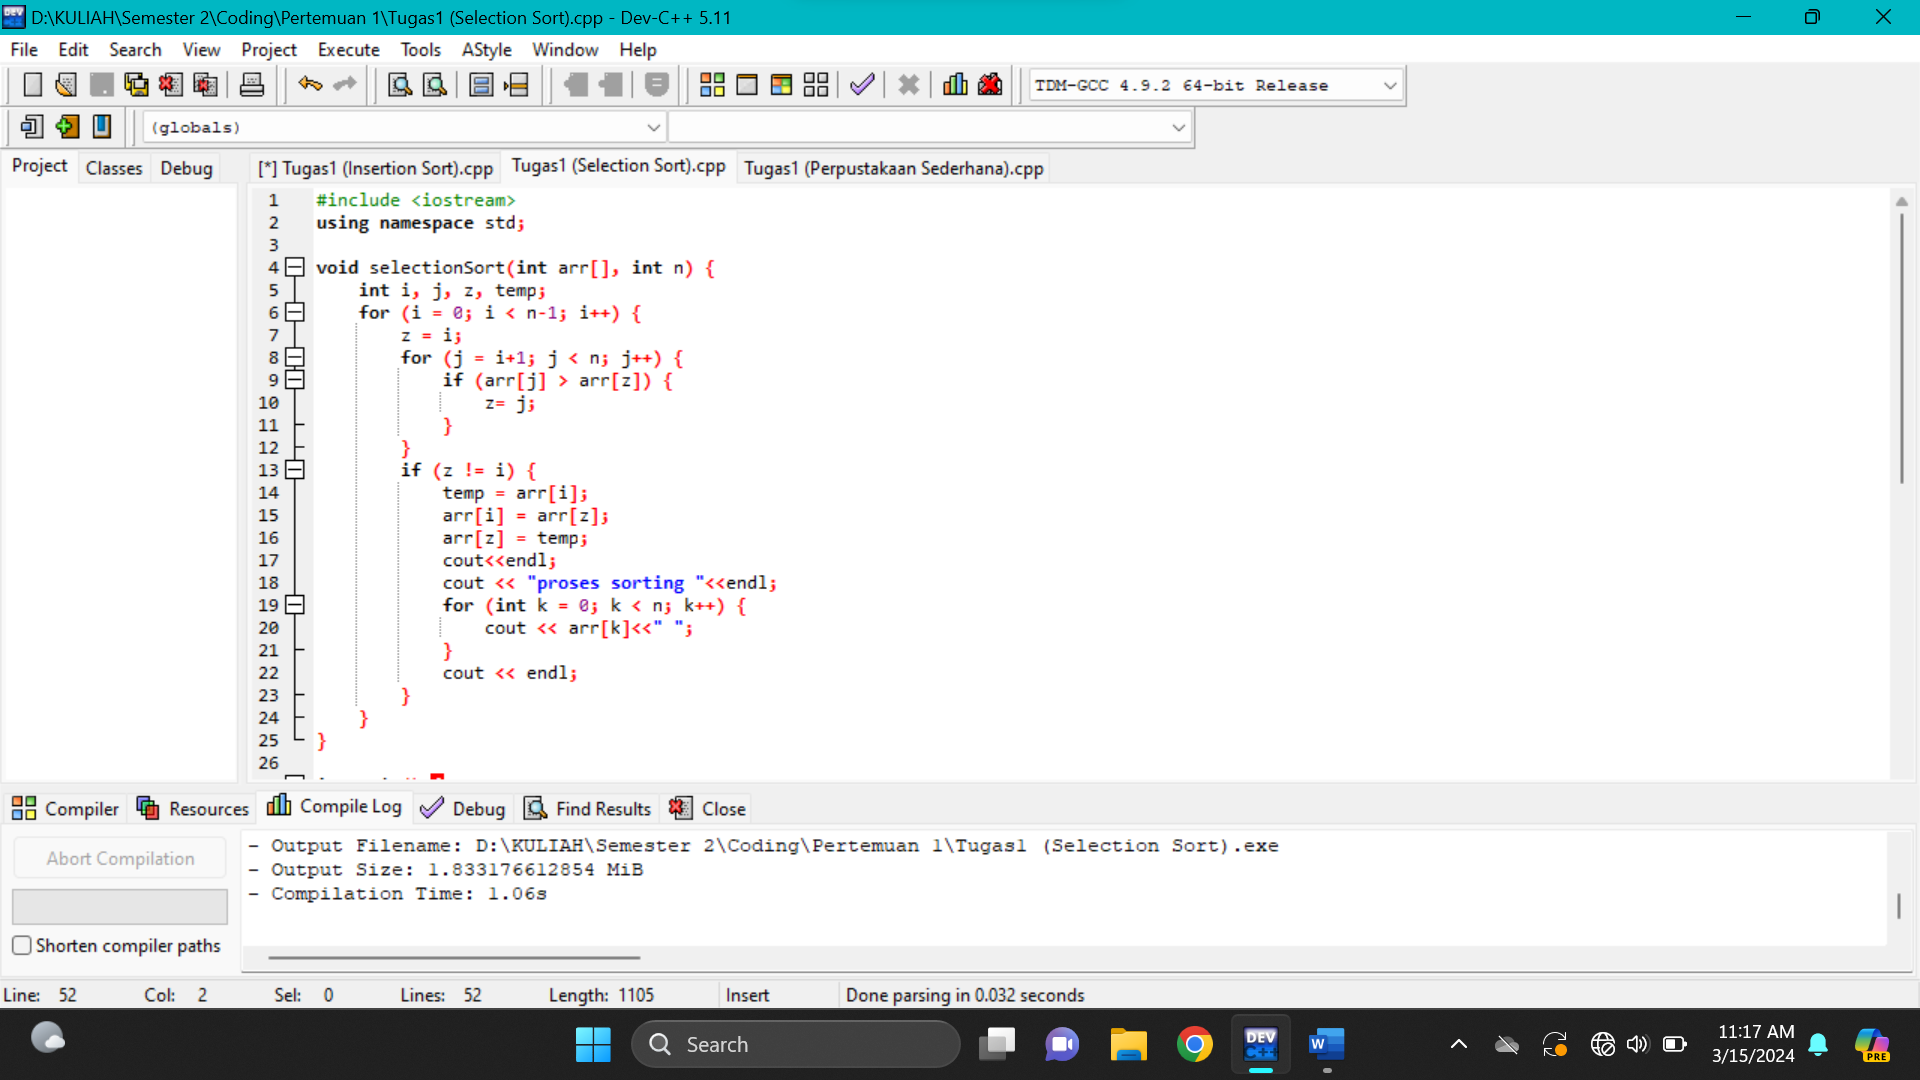 D:\KULIAH\Semester 2\Coding\Pertemuan 1\Tugas1 (Selection Sort).cpp - Dev-C++ 5.11
File Edit Search View Project Execute Tools AStyle Window Help
TDM-GCC 4.9.2 64-bit Release
(globals)
Project Classes Debug
[*] Tugas1 (Insertion Sort).cpp Tugas1 (Selection Sort).cpp Tugas1 (Perpustakaan Sederhana).cpp
1 #include <iostream>
2 using namespace std;
3
4 void selectionSort(int arr[], int n) {
5     int i, j, z, temp;
6     for (i = 0; i < n-1; i++) {
7         z = i;
8         for (j = i+1; j < n; j++) {
9             if (arr[j] > arr[z]) {
10                 z= j;
11             }
12         }
13         if (z != i) {
14             temp = arr[i];
15             arr[i] = arr[z];
16             arr[z] = temp;
17             cout<<endl;
18             cout << "proses sorting "<<endl;
19             for (int k = 0; k < n; k++) {
20                 cout << arr[k]<<" ";
21             }
22             cout << endl;
23         }
24     }
25 }
26
Compiler Resources Compile Log Debug Find Results Close
Abort Compilation
Shorten compiler paths
- Output Filename: D:\KULIAH\Semester 2\Coding\Pertemuan 1\Tugas1 (Selection Sort).exe
- Output Size: 1.833176612854 MiB
- Compilation Time: 1.06s
Line: 52 Col: 2 Sel: 0 Lines: 52 Length: 1105 Insert Done parsing in 0.032 seconds
Search
DEV C++
W
11:17 AM
3/15/2024
PRE